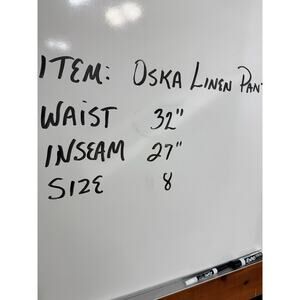 ITEM: OSKA LINEN PAN
WAIST 32"
INSEAM 27"
SIZE 8